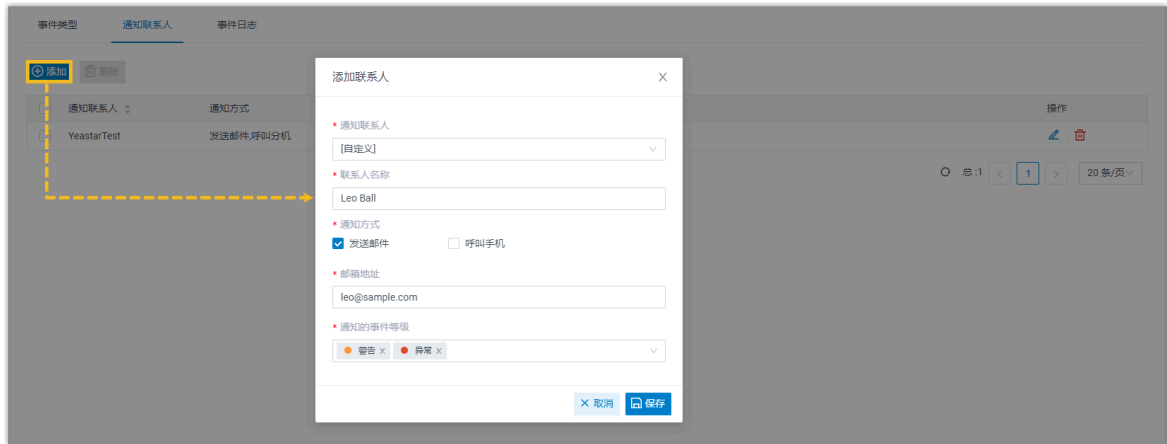 事件类型 通知联系人 事件日志
添加 删除
通知联系人 通知方式 操作
YeastarTest 发送邮件,呼叫分机
总:1 1 20 条/页
添加联系人
* 通知联系人
[自定义]
* 联系人名称
Leo Ball
* 通知方式
发送邮件 呼叫手机
* 邮箱地址
leo@sample.com
* 通知的事件等级
警告 × 异常 ×
取消 保存